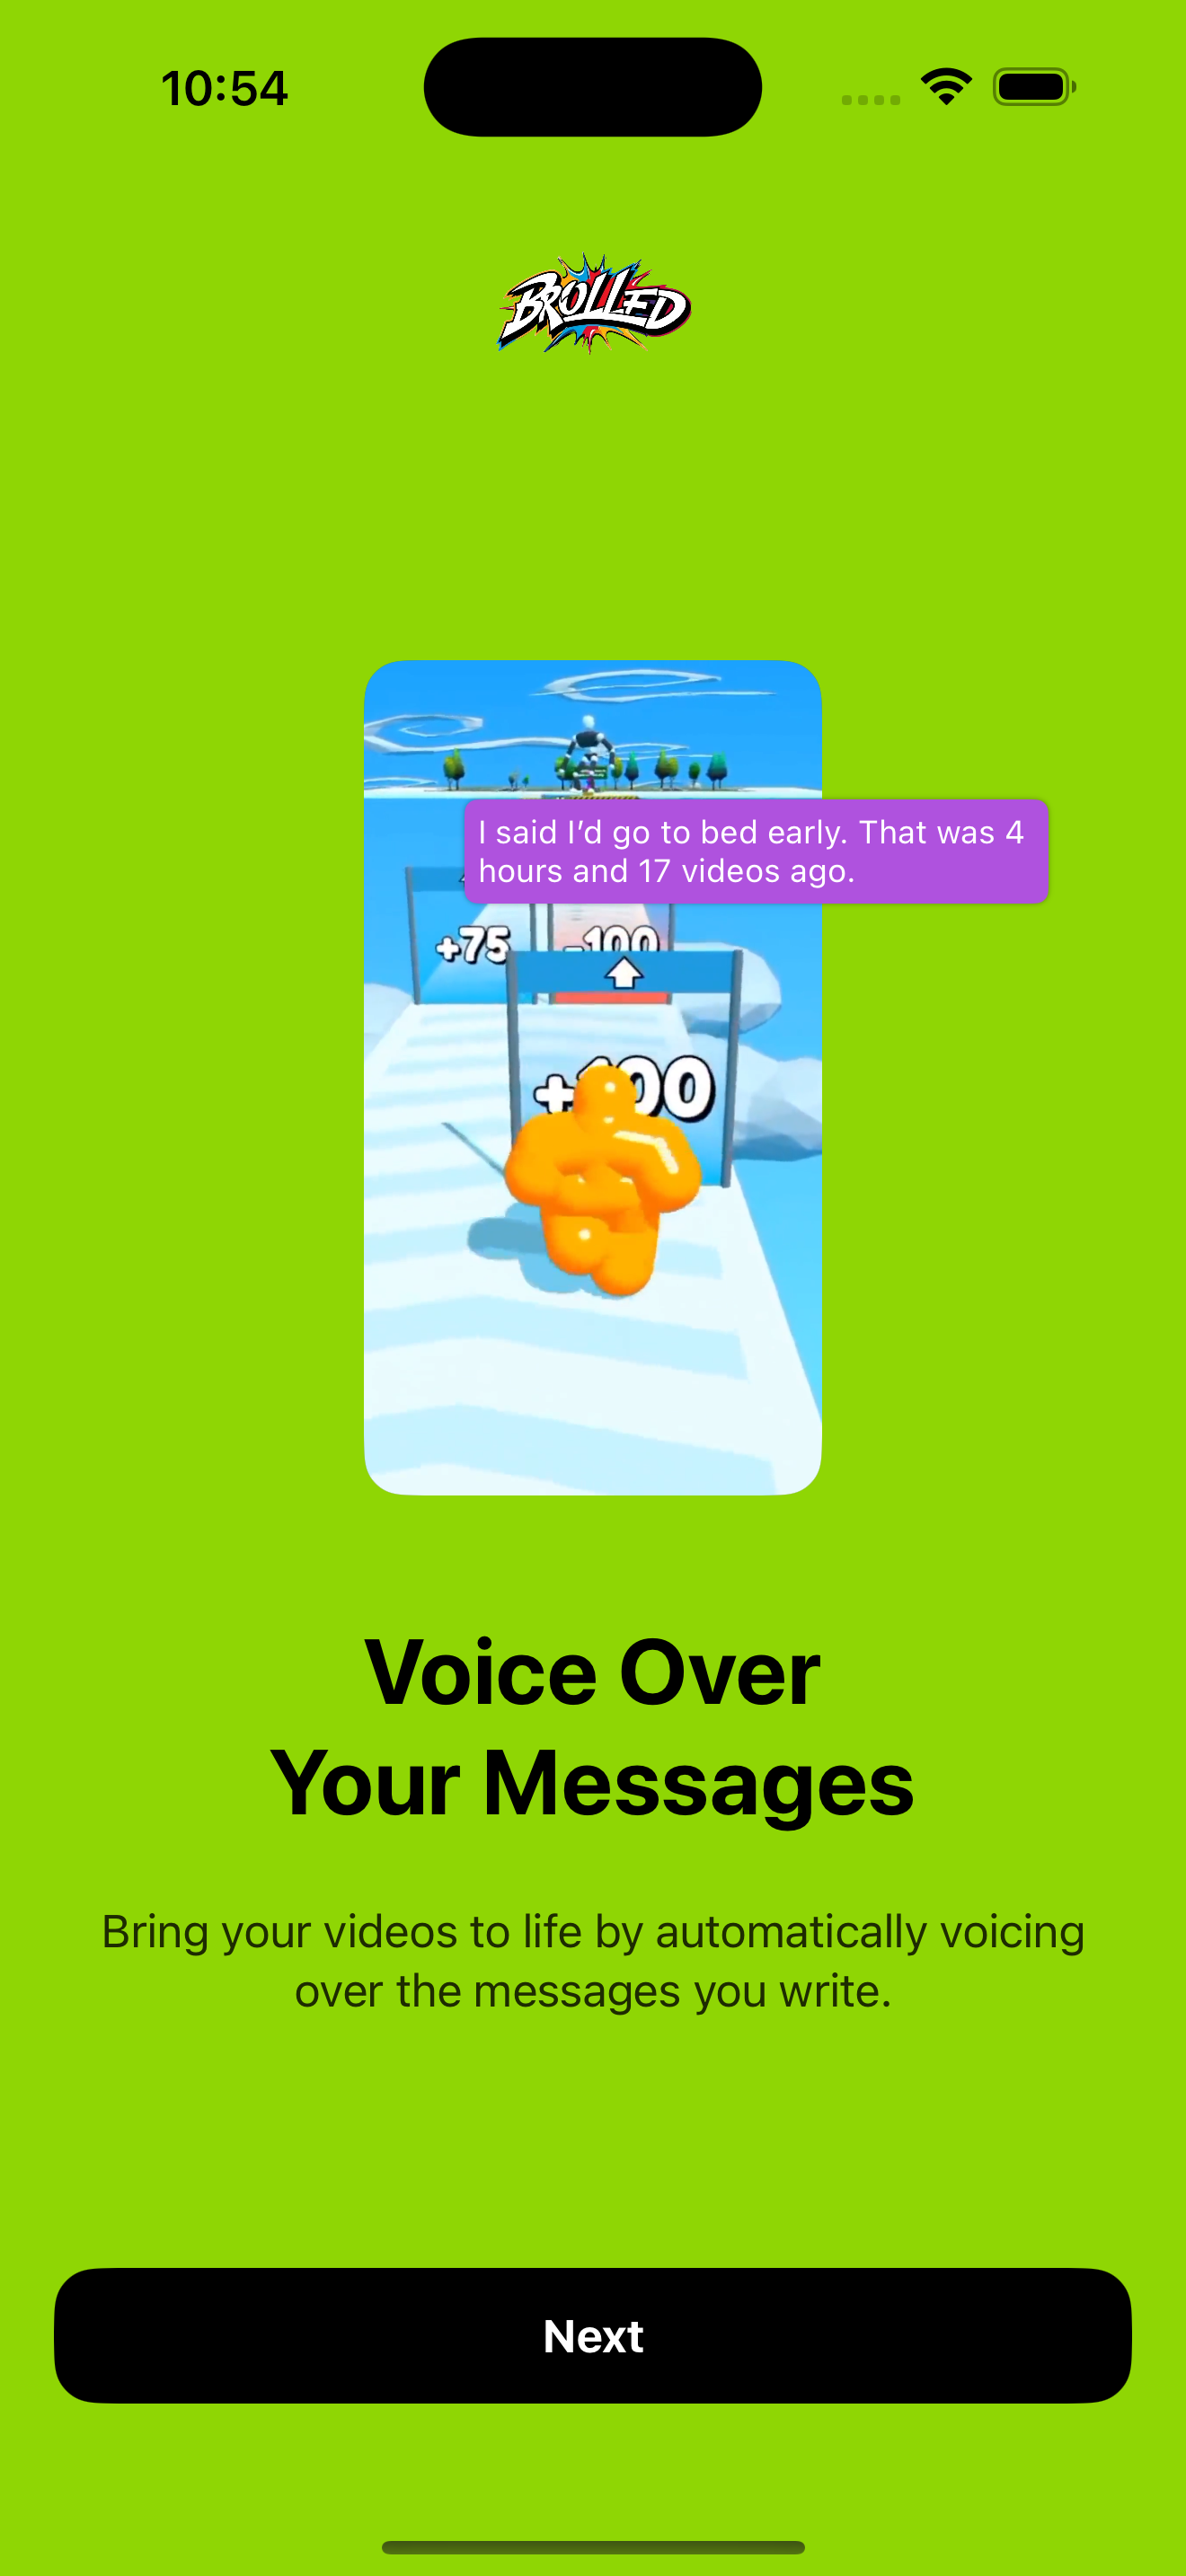 10:54
BROLLED
I said I’d go to bed early. That was 4
hours and 17 videos ago.
+75
-100
+100
Voice Over
Your Messages
Bring your videos to life by automatically voicing
over the messages you write.
Next